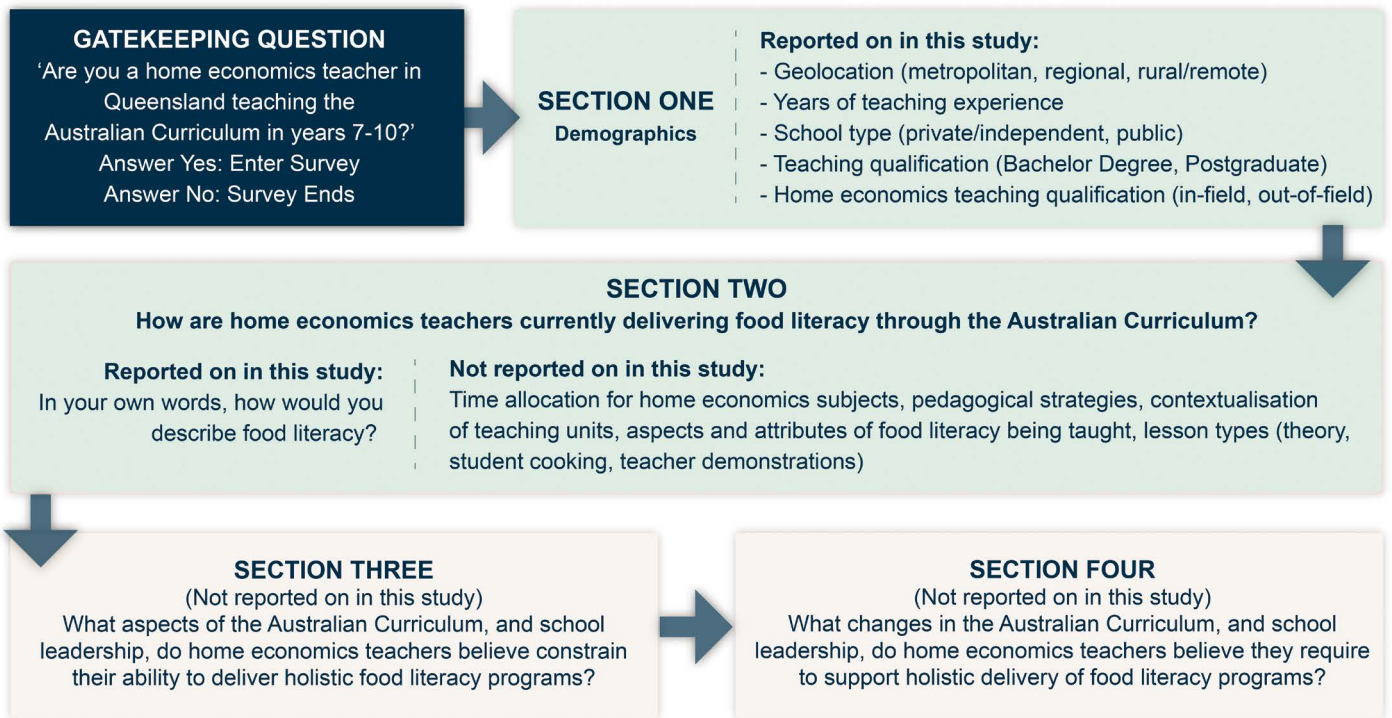 GATEKEEPING QUESTION
‘Are you a home economics teacher in
Queensland teaching the
Australian Curriculum in years 7-10?’
Answer Yes: Enter Survey
Answer No: Survey Ends
SECTION ONE
Demographics
Reported on in this study:
- Geolocation (metropolitan, regional, rural/remote)
- Years of teaching experience
- School type (private/independent, public)
- Teaching qualification (Bachelor Degree, Postgraduate)
- Home economics teaching qualification (in-field, out-of-field)
SECTION TWO
How are home economics teachers currently delivering food literacy through the Australian Curriculum?
Reported on in this study:
In your own words, how would you
describe food literacy?
Not reported on in this study:
Time allocation for home economics subjects, pedagogical strategies, contextualisation
of teaching units, aspects and attributes of food literacy being taught, lesson types (theory,
student cooking, teacher demonstrations)
SECTION THREE
(Not reported on in this study)
What aspects of the Australian Curriculum, and school
leadership, do home economics teachers believe constrain
their ability to deliver holistic food literacy programs?
SECTION FOUR
(Not reported on in this study)
What changes in the Australian Curriculum, and school
leadership, do home economics teachers believe they require
to support holistic delivery of food literacy programs?